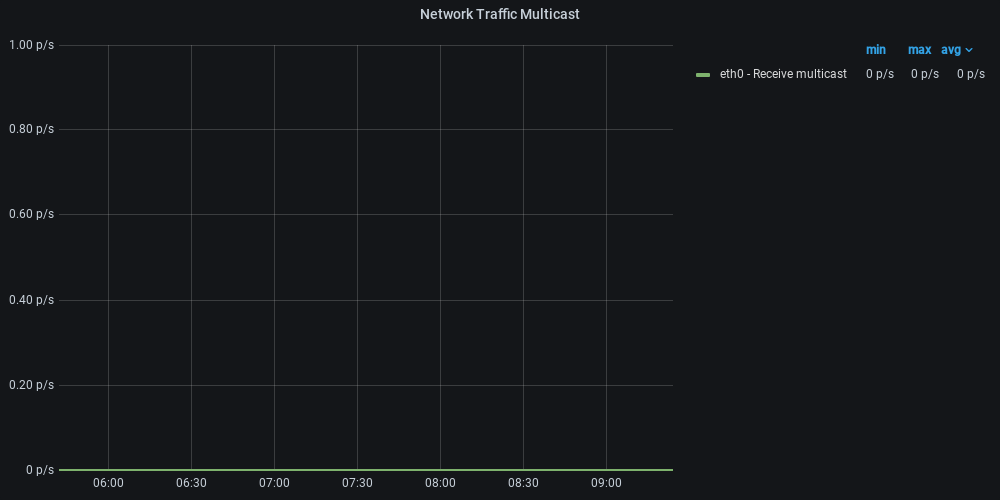 Network Traffic Multicast
1.00 p/s
0.80 p/s
0.60 p/s
0.40 p/s
0.20 p/s
0 p/s
06:00 06:30 07:00 07:30 08:00 08:30 09:00
min max avg
eth0 - Receive multicast 0 p/s 0 p/s 0 p/s